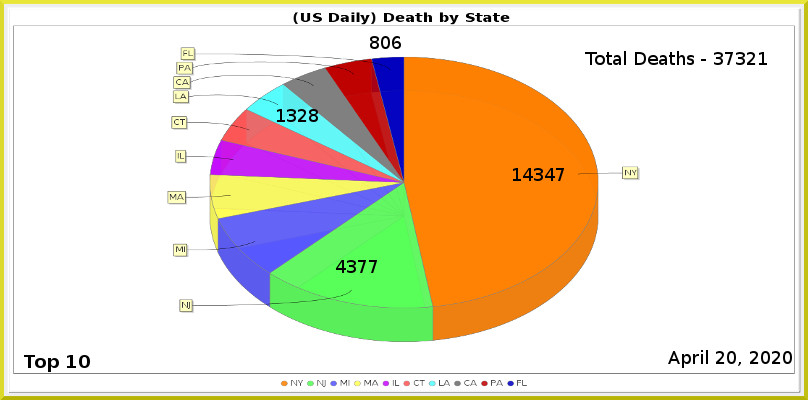 (US Daily) Death by State
806
Total Deaths - 37321
FL
PA
CA
LA
1328
CT
IL
14347
NY
MA
MI
4377
NJ
Top 10
April 20, 2020
NY NJ MI MA IL CT LA CA PA FL